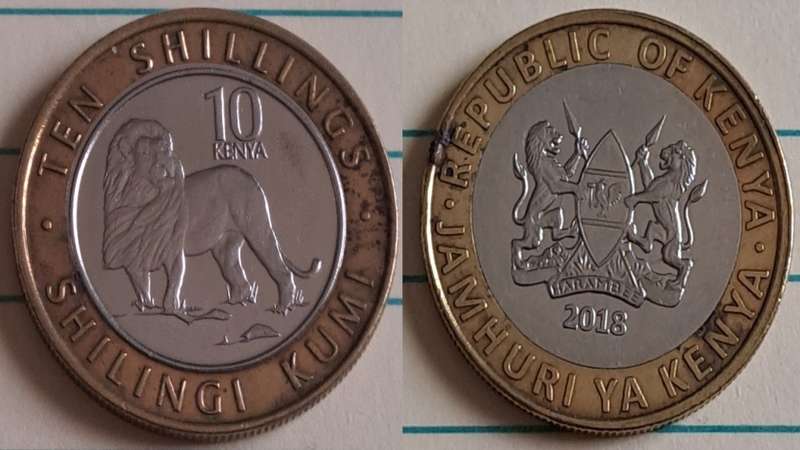 · TEN SHILLINGS ·
SHILINGI KUMI
10
KENYA
· REPUBLIC OF KENYA ·
JAMHURI YA KENYA
HARAMBEE
2018